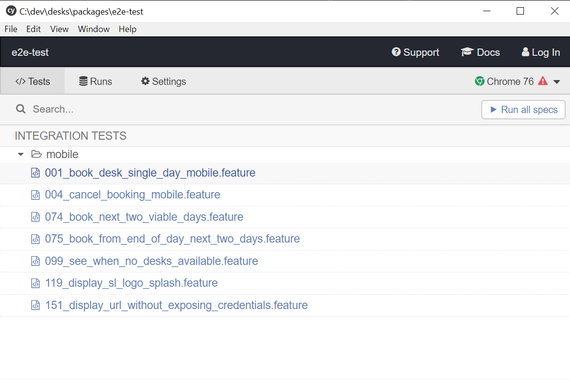 cy C:\dev\desks\packages\e2e-test
File Edit View Window Help
e2e-test Support Docs Log In
</> Tests Runs Settings Chrome 76
Search... Run all specs
INTEGRATION TESTS
mobile
001_book_desk_single_day_mobile.feature
004_cancel_booking_mobile.feature
074_book_next_two_viable_days.feature
075_book_from_end_of_day_next_two_days.feature
099_see_when_no_desks_available.feature
119_display_sl_logo_splash.feature
151_display_url_without_exposing_credentials.feature